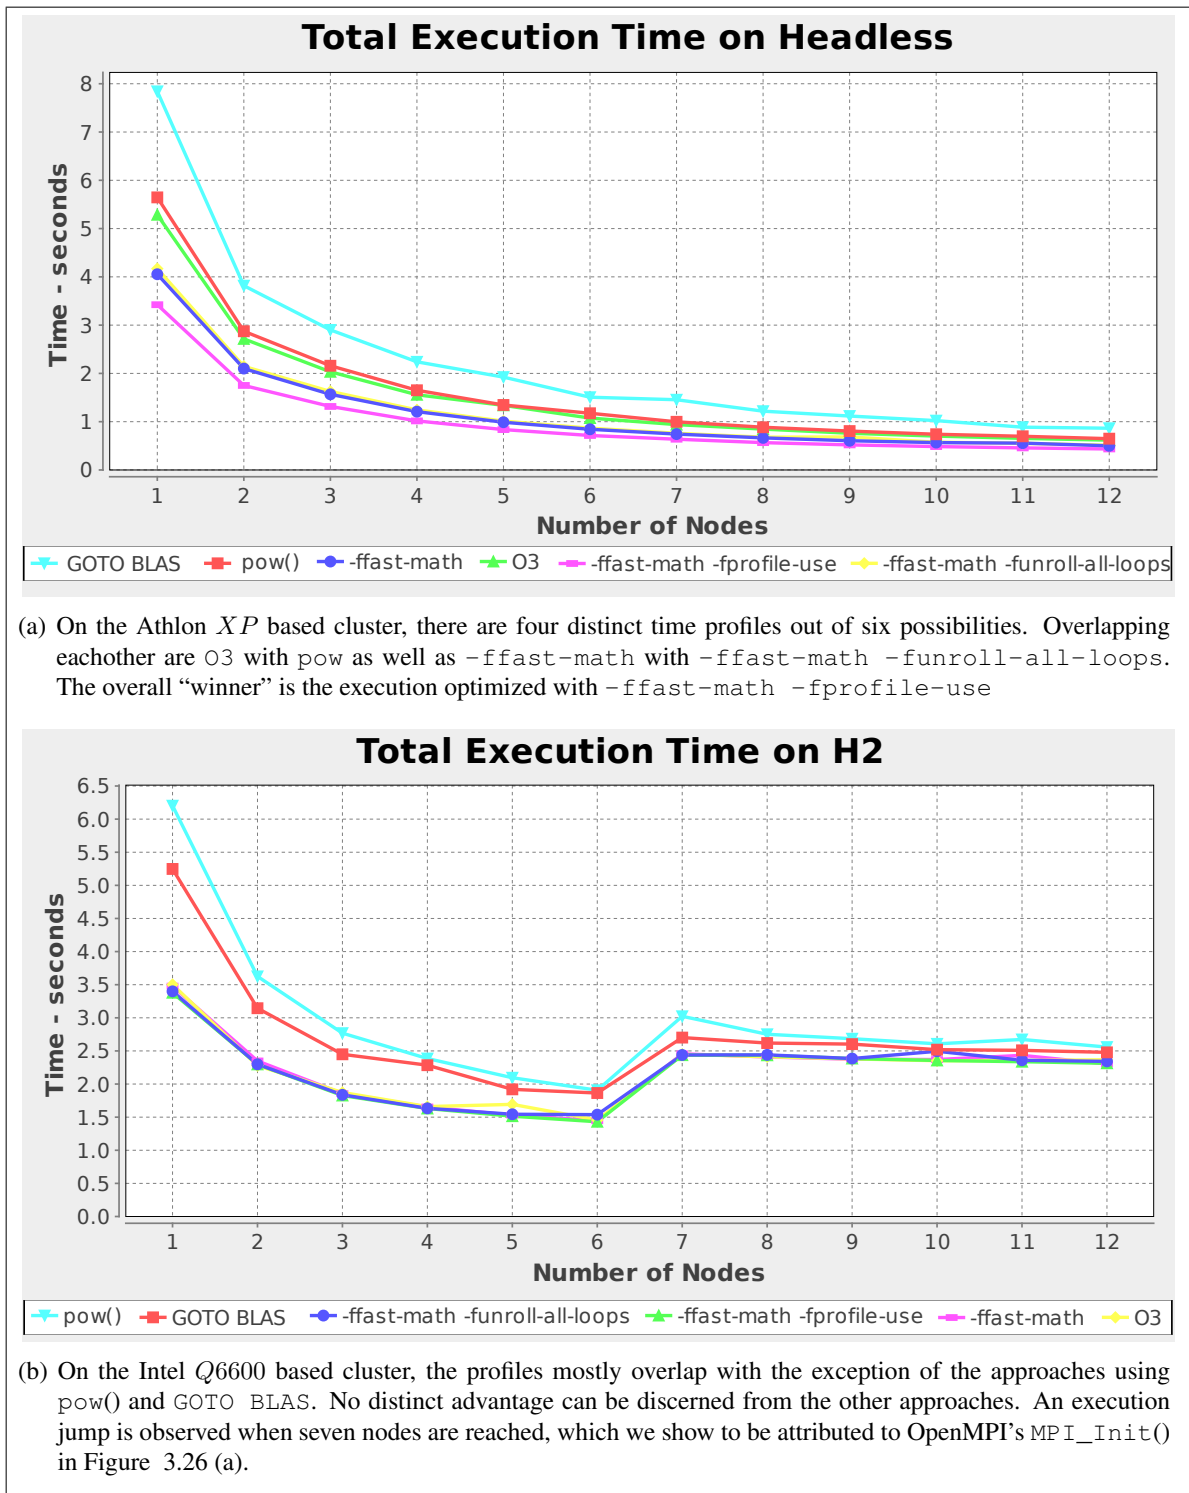 Total Execution Time on Headless
8
7
6
5
4
3
2
1
0
Time - seconds
1 2 3 4 5 6 7 8 9 10 11 12
Number of Nodes
GOTO BLAS pow() -ffast-math O3 -ffast-math -fprofile-use -ffast-math -funroll-all-loops
(a) On the Athlon XP based cluster, there are four distinct time profiles out of six possibilities. Overlapping
eachother are O3 with pow as well as -ffast-math with -ffast-math -funroll-all-loops.
The overall “winner” is the execution optimized with -ffast-math -fprofile-use
Total Execution Time on H2
6.5
6.0
5.5
5.0
4.5
4.0
3.5
3.0
2.5
2.0
1.5
1.0
0.5
0.0
Time - seconds
1 2 3 4 5 6 7 8 9 10 11 12
Number of Nodes
pow() GOTO BLAS -ffast-math -funroll-all-loops -ffast-math -fprofile-use -ffast-math O3
(b) On the Intel Q6600 based cluster, the profiles mostly overlap with the exception of the approaches using
pow() and GOTO BLAS. No distinct advantage can be discerned from the other approaches. An execution
jump is observed when seven nodes are reached, which we show to be attributed to OpenMPI’s MPI_Init()
in Figure 3.26 (a).